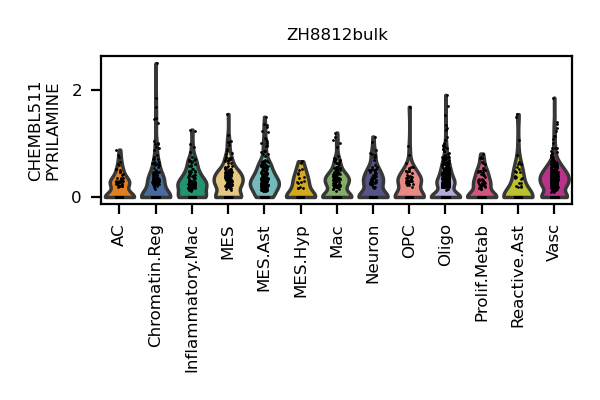 ZH8812bulk
CHEMBL511
PYRILAMINE
2
0
AC
Chromatin.Reg
Inflammatory.Mac
MES
MES.Ast
MES.Hyp
Mac
Neuron
OPC
Oligo
Prolif.Metab
Reactive.Ast
Vasc